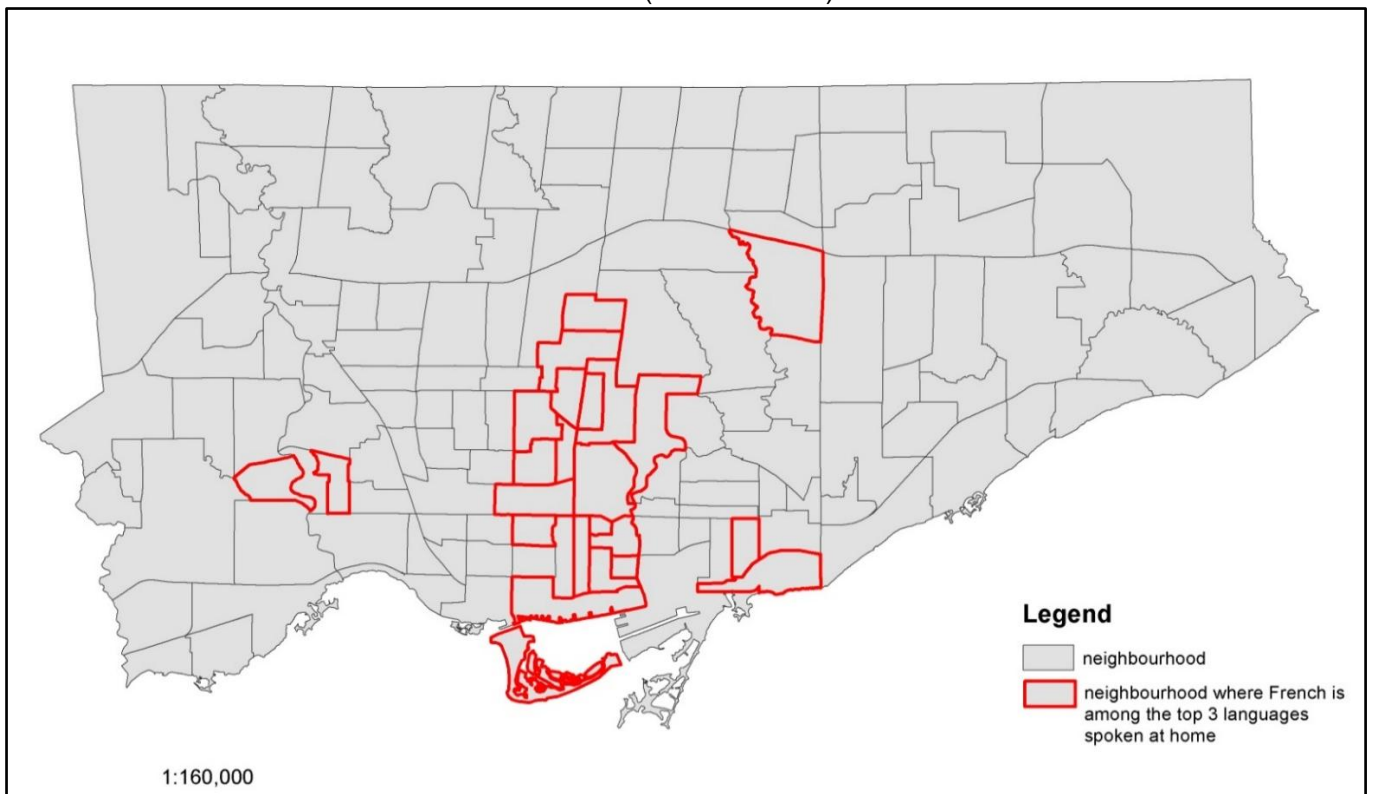 Legend
neighbourhood
neighbourhood where French is
among the top 3 languages
spoken at home
1:160,000